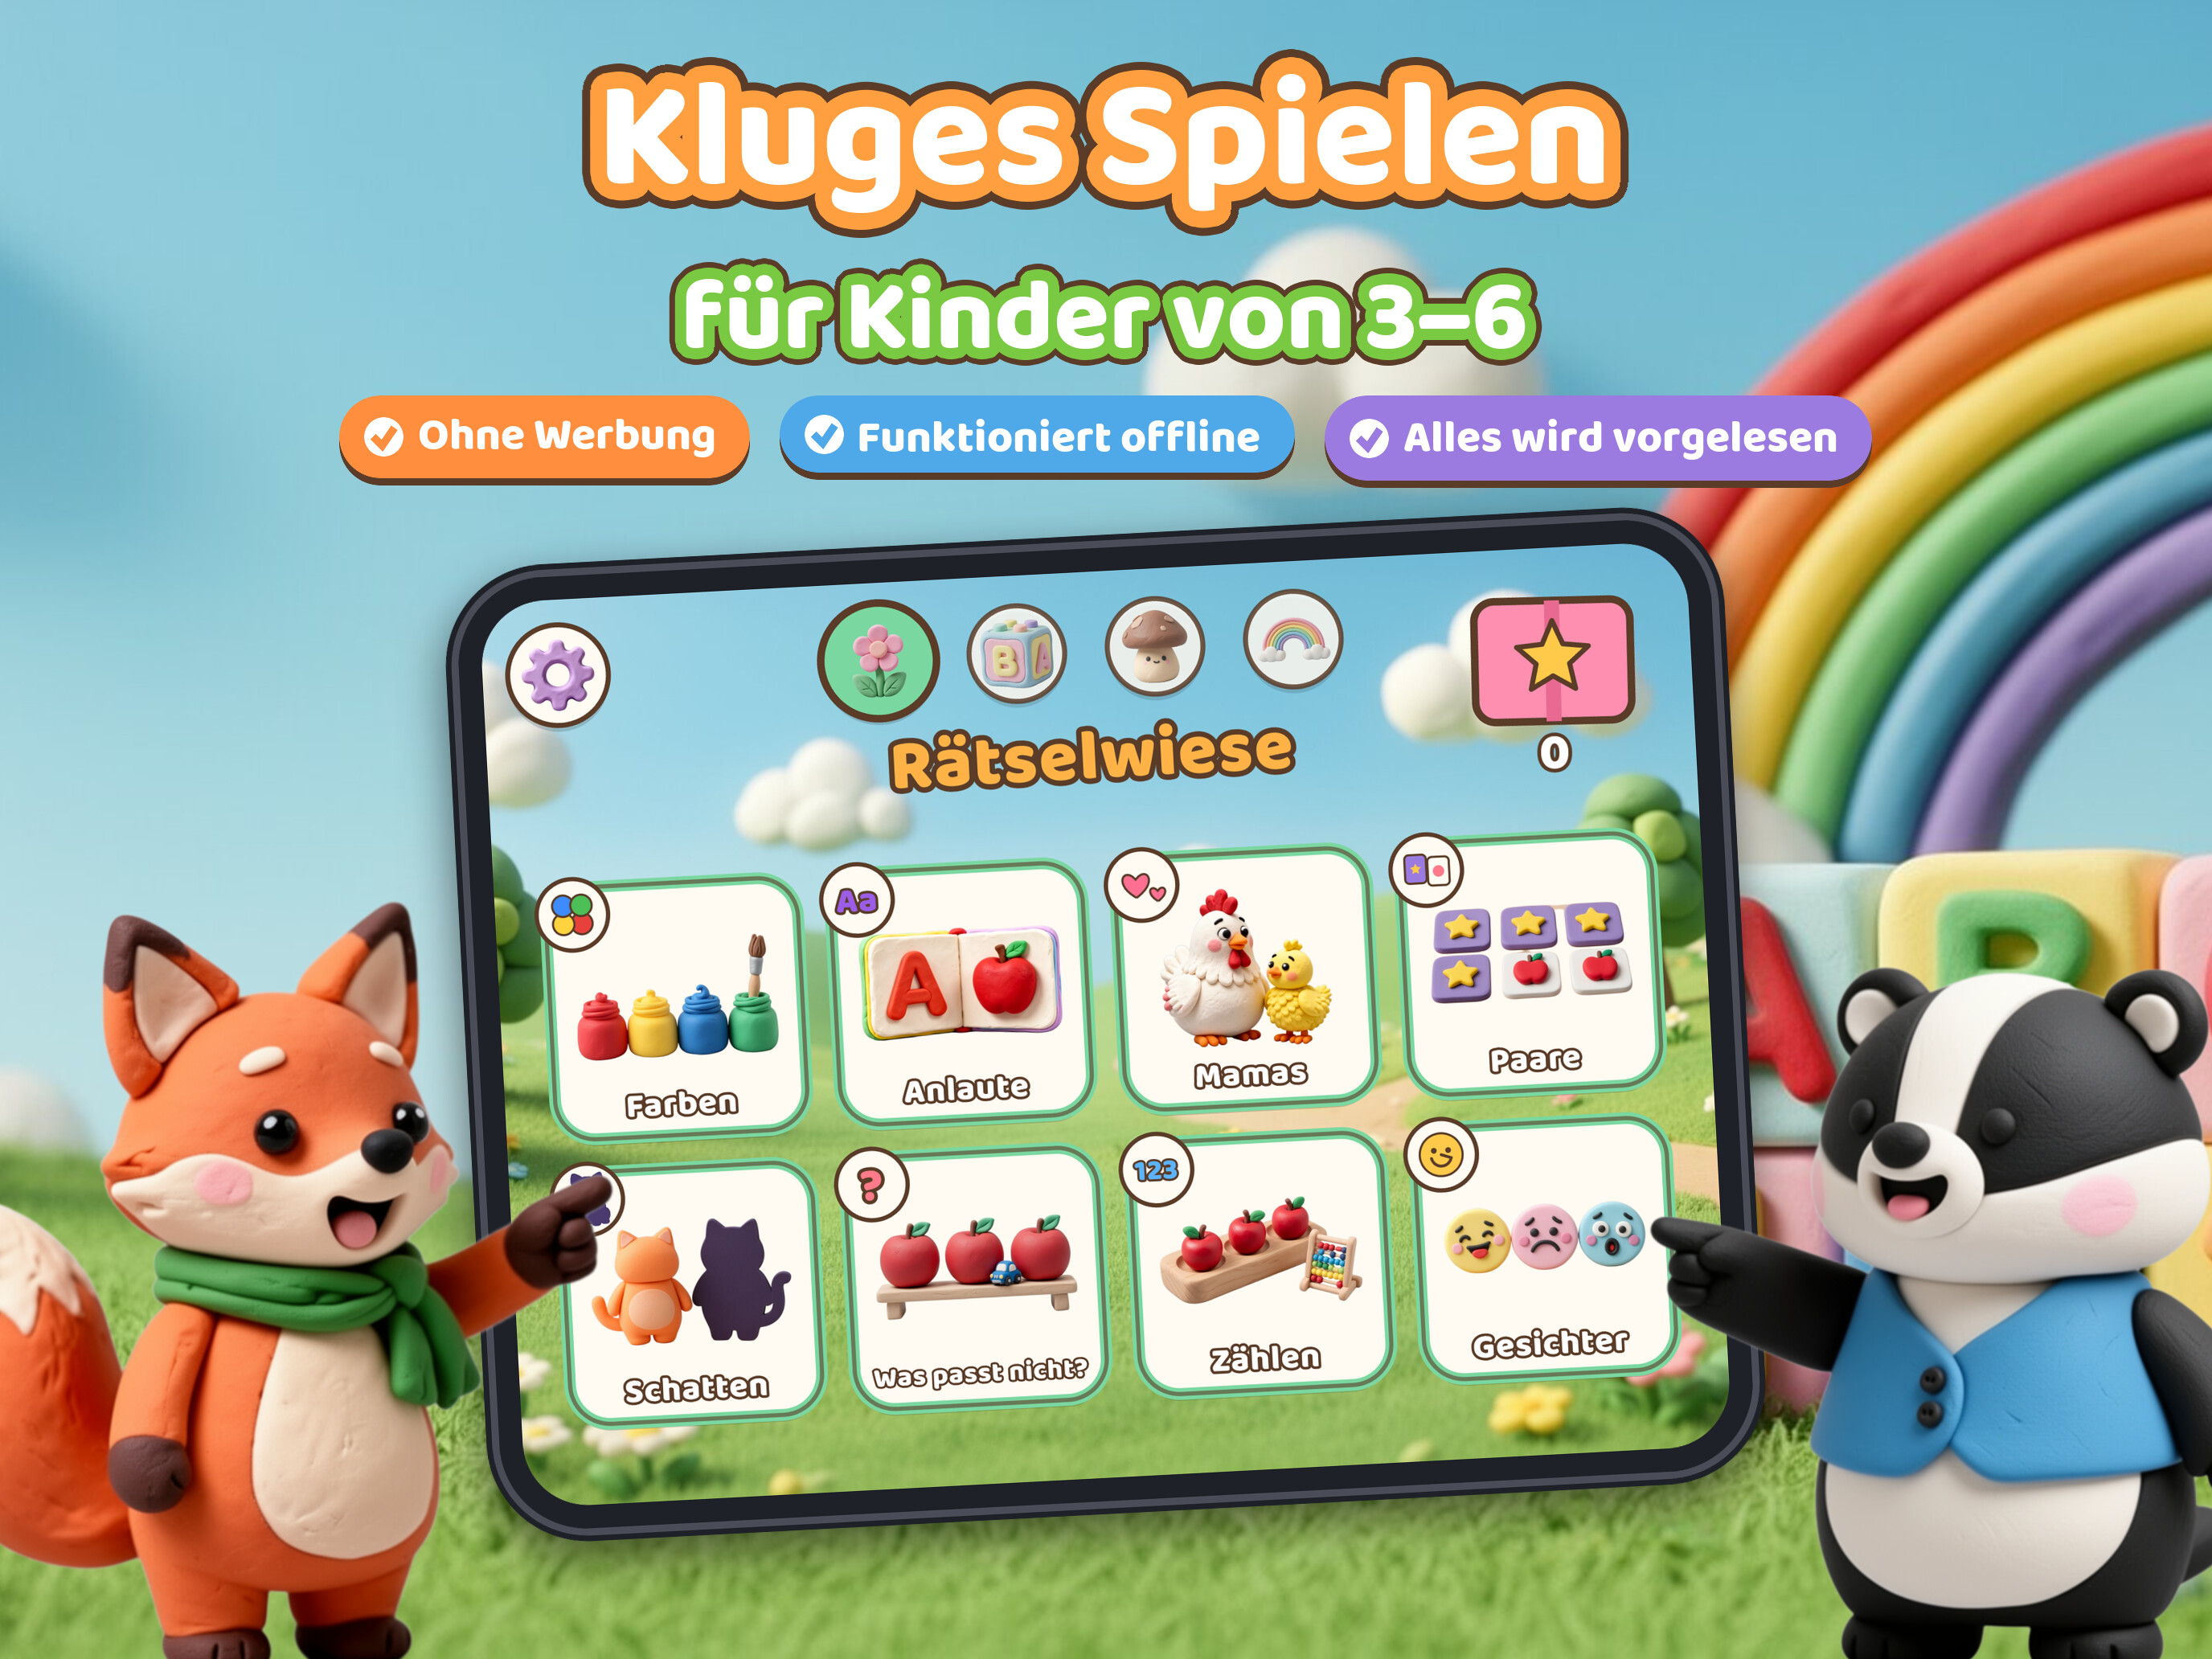 Kluges Spielen
für Kinder von 3–6
Ohne Werbung
Funktioniert offline
Alles wird vorgelesen
B A
0
Rätselwiese
Aa
A
Farben
Anlaute
Mamas
Paare
?
123
Schatten
Was passt nicht?
Zählen
Gesichter
A B